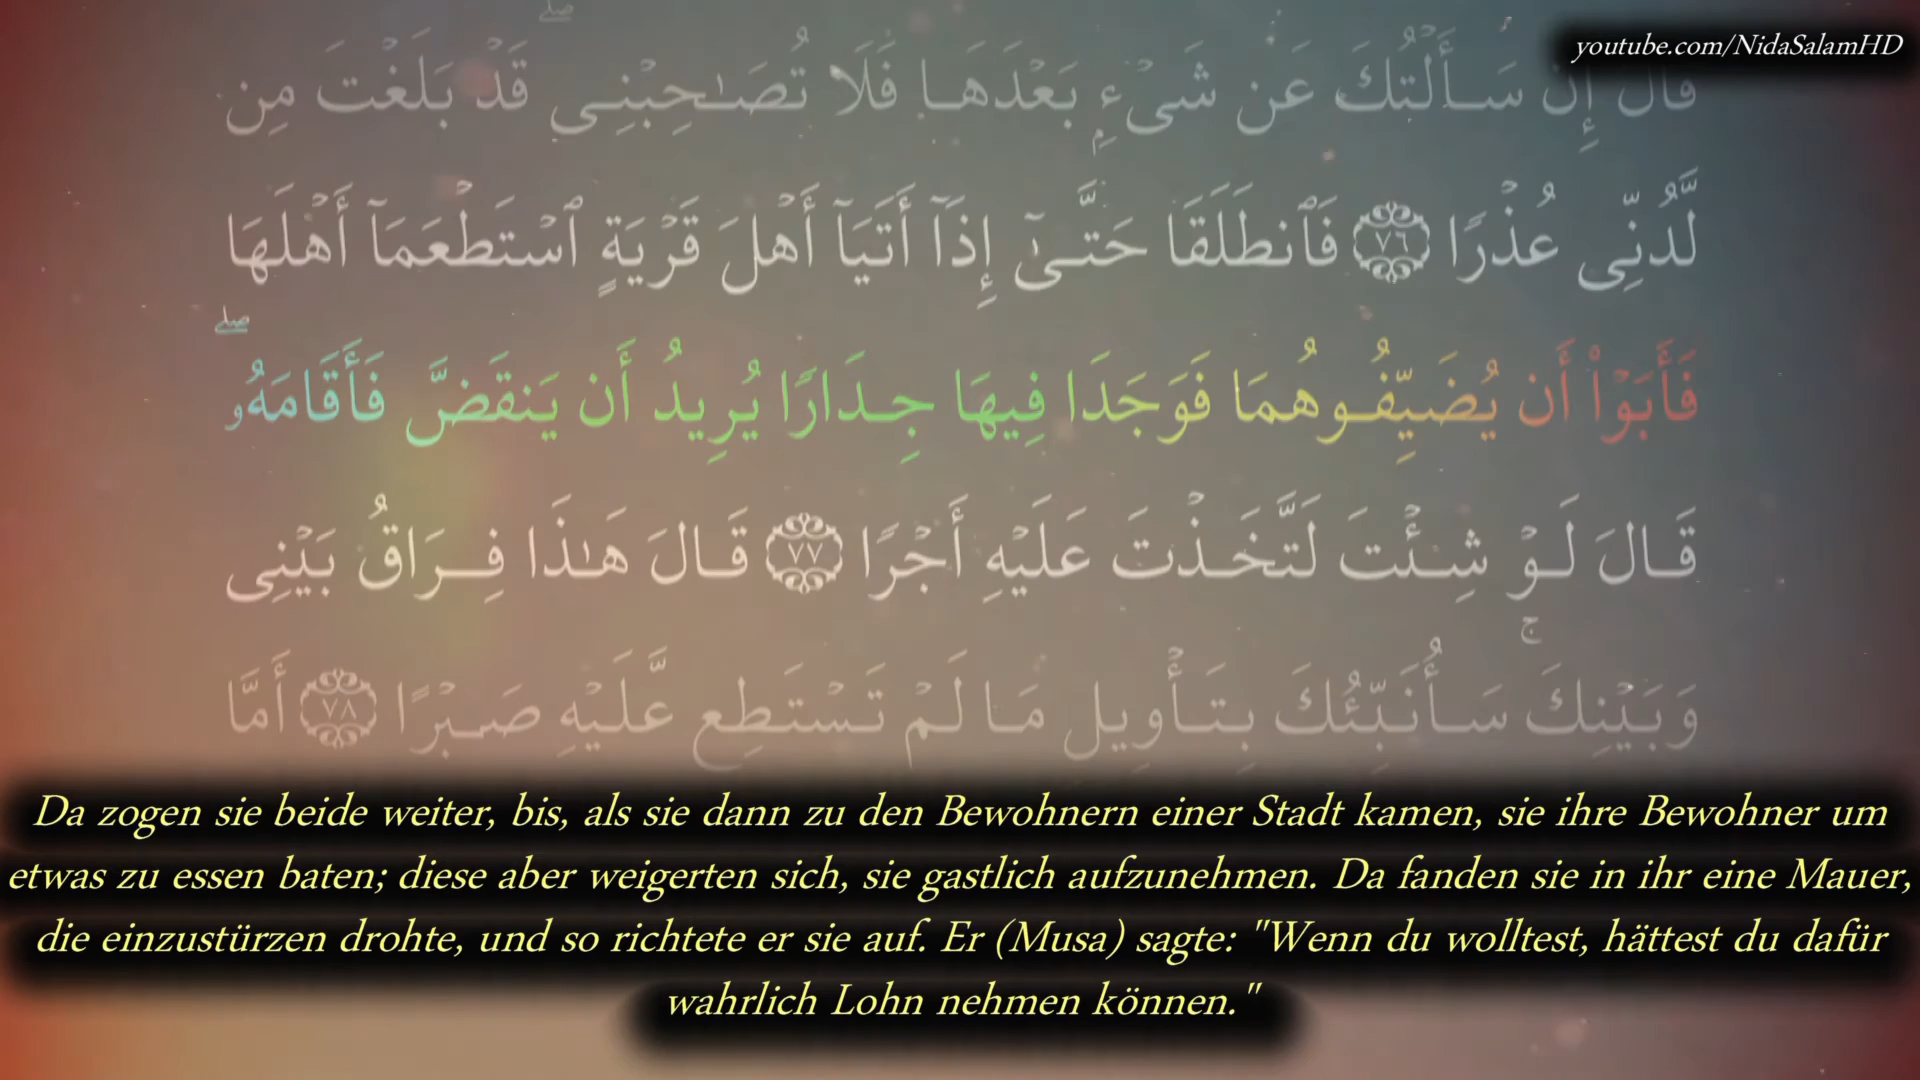 youtube.com/NidaSalamHD
قَالَ إِن سَأَلْتُكَ عَن شَىْءٍۭ بَعْدَهَا فَلَا تُصَـٰحِبْنِى ۖ قَدْ بَلَغْتَ مِن
لَّدُنِّى عُذْرًا ٧٦ فَٱنطَلَقَا حَتَّىٰٓ إِذَآ أَتَيَآ أَهْلَ قَرْيَةٍ ٱسْتَطْعَمَآ أَهْلَهَا
فَأَبَوْا۟ أَن يُضَيِّفُوهُمَا فَوَجَدَا فِيهَا جِدَارًا يُرِيدُ أَن يَنقَضَّ فَأَقَامَهُۥ ۖ
قَالَ لَوْ شِئْتَ لَتَّخَذْتَ عَلَيْهِ أَجْرًا ٧٧ قَالَ هَـٰذَا فِرَاقُ بَيْنِى
وَبَيْنِكَ ۚ سَأُنَبِّئُكَ بِتَأْوِيلِ مَا لَمْ تَسْتَطِع عَّلَيْهِ صَبْرًا ٧٨ أَمَّا
Da zogen sie beide weiter, bis, als sie dann zu den Bewohnern einer Stadt kamen, sie ihre Bewohner um
etwas zu essen baten; diese aber weigerten sich, sie gastlich aufzunehmen. Da fanden sie in ihr eine Mauer,
die einzustürzen drohte, und so richtete er sie auf. Er (Musa) sagte: "Wenn du wolltest, hättest du dafür
wahrlich Lohn nehmen können."